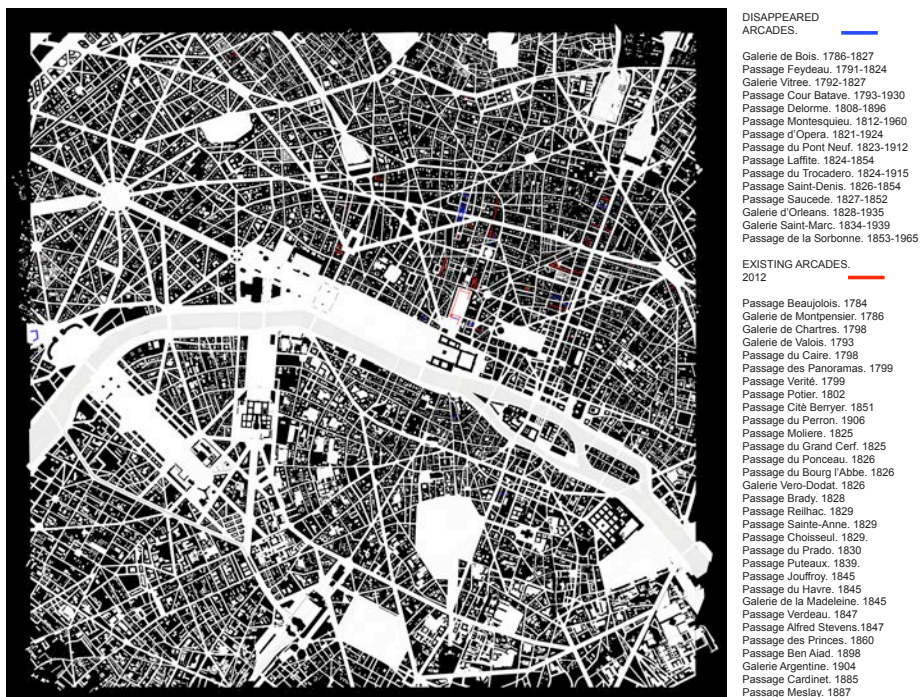 DISAPPEARED
ARCADES.
Galerie de Bois. 1786-1827
Passage Feydeau. 1791-1824
Galerie Vitree. 1792-1827
Passage Cour Batave. 1793-1930
Passage Delorme. 1808-1896
Passage Montesquieu. 1812-1960
Passage d'Opera. 1821-1924
Passage du Pont Neuf. 1823-1912
Passage Laffite. 1824-1854
Passage du Trocadero. 1824-1915
Passage Saint-Denis. 1826-1854
Passage Saucede. 1827-1852
Galerie d'Orleans. 1828-1935
Galerie Saint-Marc. 1834-1939
Passage de la Sorbonne. 1853-1965
EXISTING ARCADES.
2012
Passage Beaujolois. 1784
Galerie de Montpensier. 1786
Galerie de Chartres. 1798
Galerie de Valois. 1793
Passage du Caire. 1798
Passage des Panoramas. 1799
Passage Verité. 1799
Passage Potier. 1802
Passage Citè Berryer. 1851
Passage du Perron. 1906
Passage Moliere. 1825
Passage du Grand Cerf. 1825
Passage du Ponceau. 1826
Passage du Bourg l'Abbe. 1826
Galerie Vero-Dodat. 1826
Passage Brady. 1828
Passage Reilhac. 1829
Passage Sainte-Anne. 1829
Passage Choisseul. 1829.
Passage du Prado. 1830
Passage Puteaux. 1839.
Passage Jouffroy. 1845
Passage du Havre. 1845
Galerie de la Madeleine. 1845
Passage Verdeau. 1847
Passage Alfred Stevens.1847
Passage des Princes. 1860
Passage Ben Aiad. 1898
Galerie Argentine. 1904
Passage Cardinet. 1885
Passage Meslay. 1887